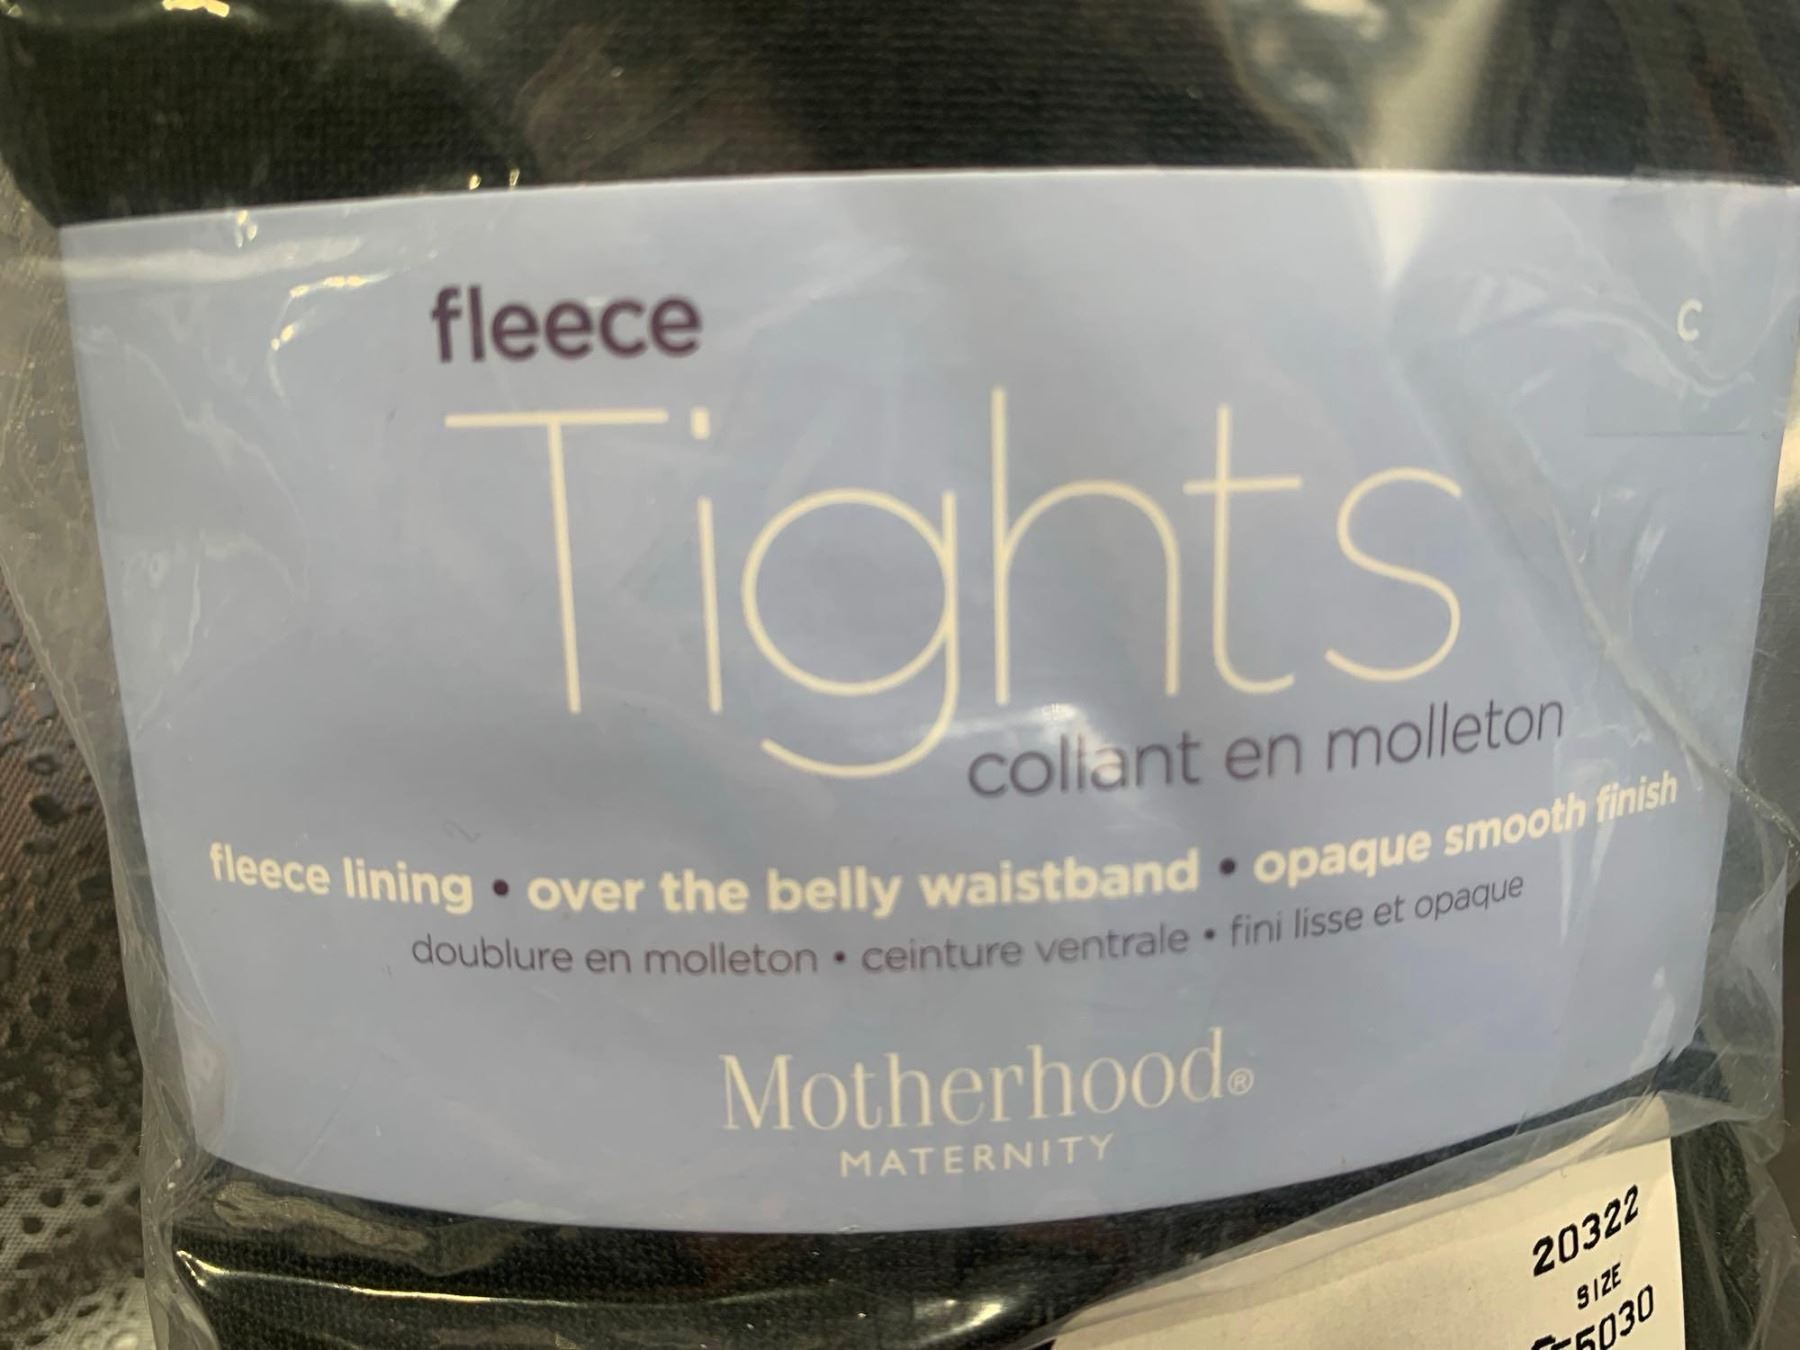 fleece
C
Tights
collant en molleton
fleece lining • over the belly waistband • opaque smooth finish
doublure en molleton • ceinture ventrale • fini lisse et opaque
Motherhood®
MATERNITY
20322
SIZE